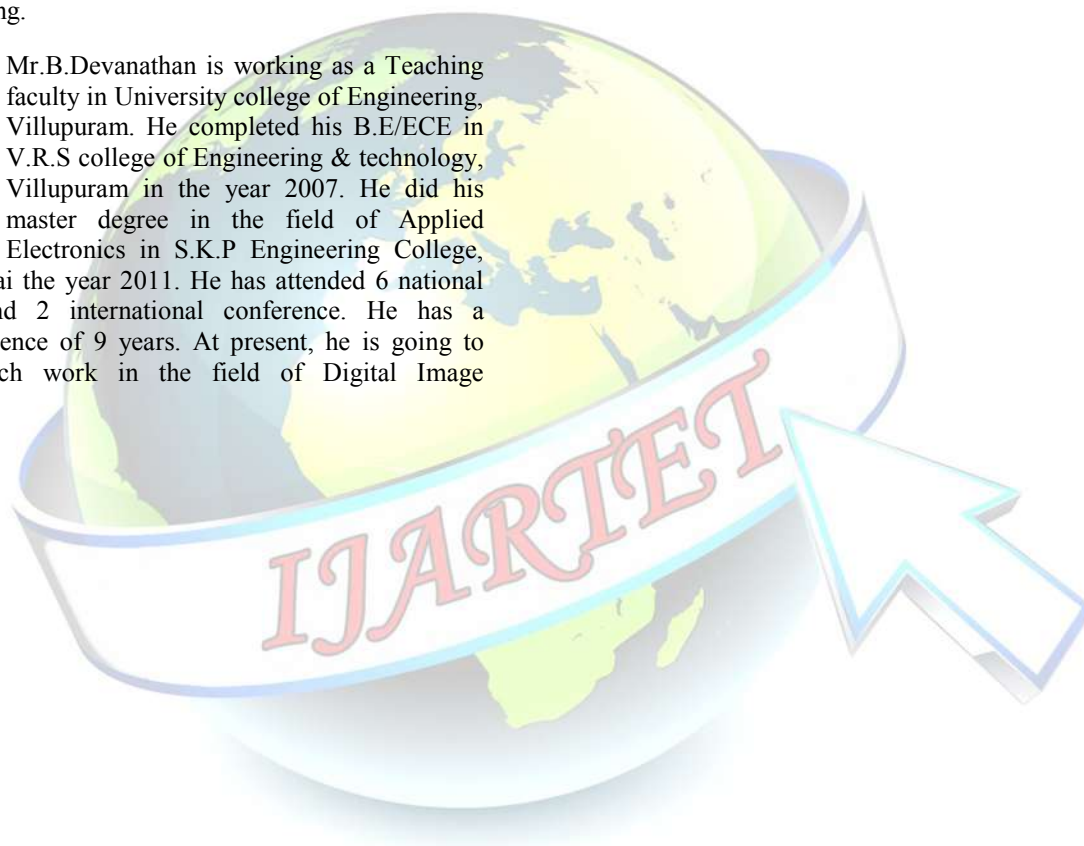 ng.
Mr.B.Devanathan is working as a Teaching
faculty in University college of Engineering,
Villupuram. He completed his B.E/ECE in
V.R.S college of Engineering & technology,
Villupuram in the year 2007. He did his
master degree in the field of Applied
Electronics in S.K.P Engineering College,
ai the year 2011. He has attended 6 national
nd 2 international conference. He has a
ence of 9 years. At present, he is going to
ch work in the field of Digital Image
IJARTET